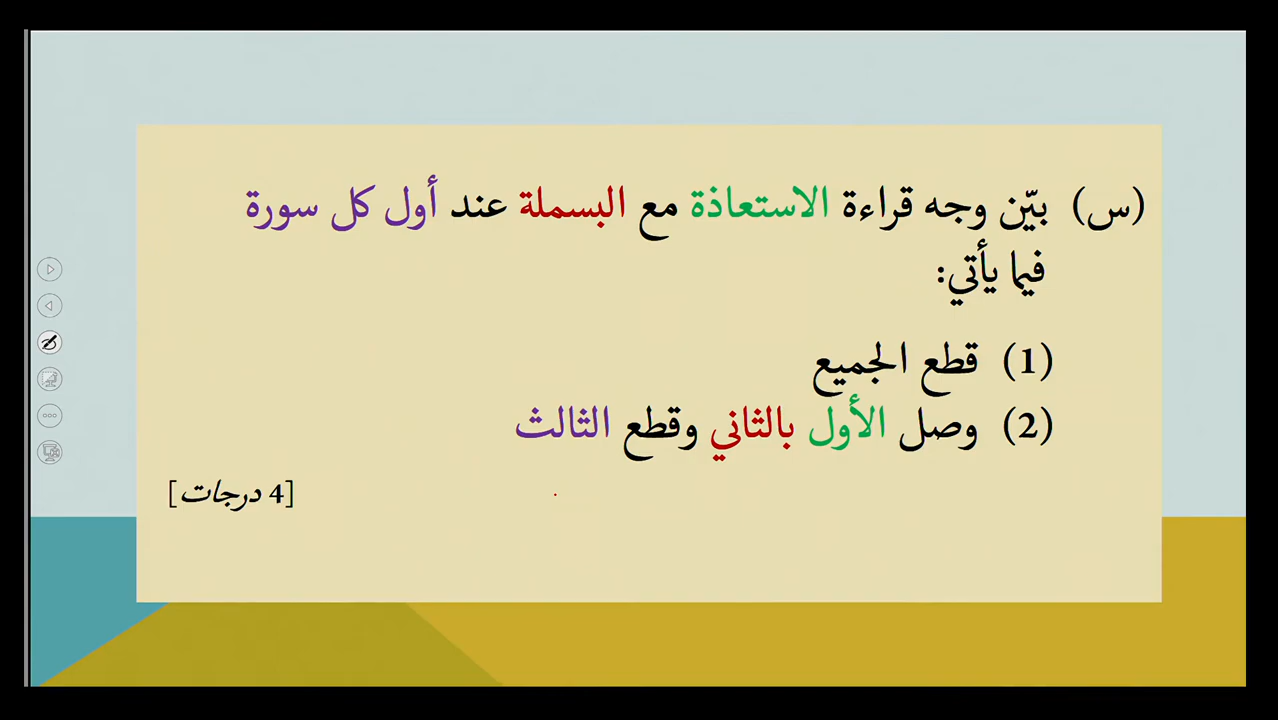 (س) بيّن وجه قراءة الاستعاذة مع البسملة عند أول كل سورة
فيما يأتي:
(1) قطع الجميع
(2) وصل الأول بالثاني وقطع الثالث
[4 درجات]